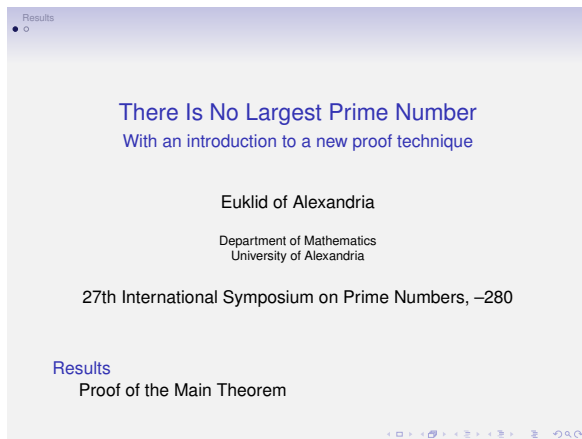 Results
There Is No Largest Prime Number
With an introduction to a new proof technique
Euklid of Alexandria
Department of Mathematics
University of Alexandria
27th International Symposium on Prime Numbers, –280
Results
Proof of the Main Theorem